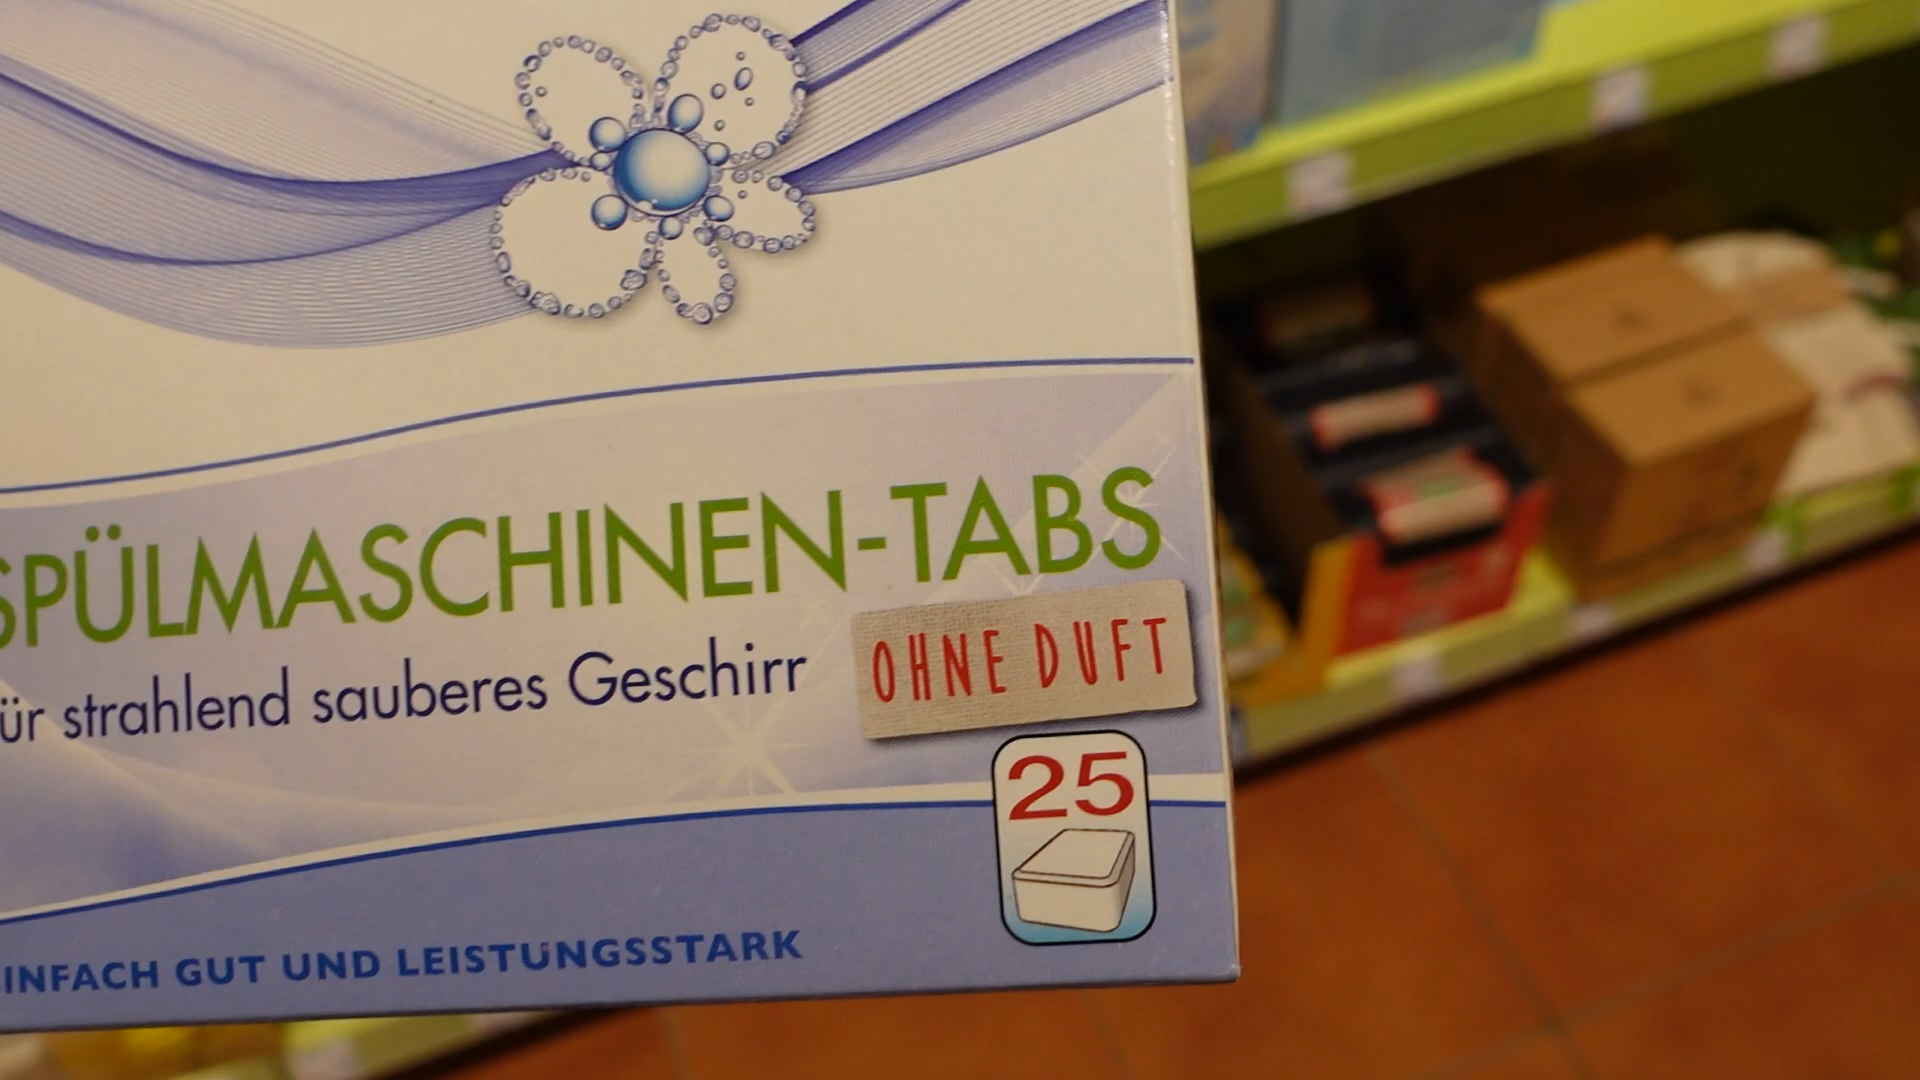 SPÜLMASCHINEN-TABS
ür strahlend sauberes Geschirr
OHNE DUFT
25
INFACH GUT UND LEISTUNGSSTARK